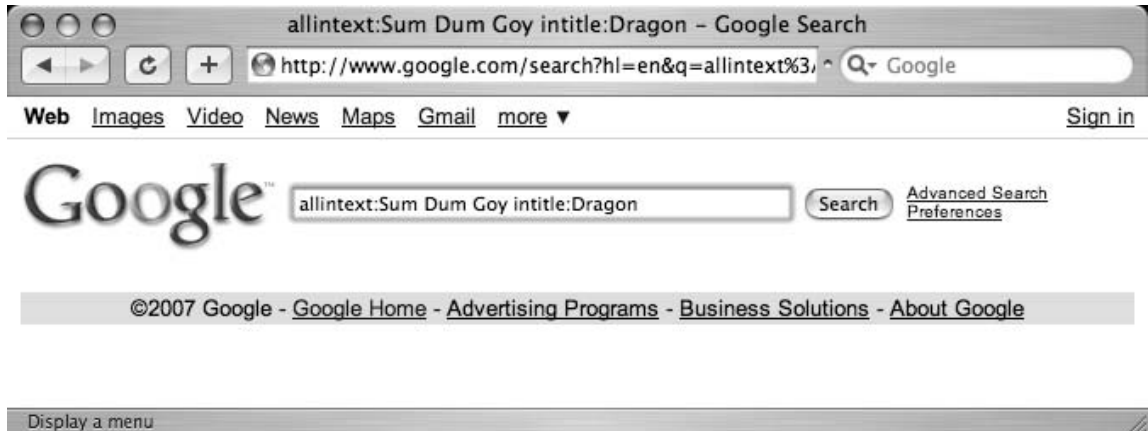 allintext:Sum Dum Goy intitle:Dragon – Google Search
http://www.google.com/search?hl=en&q=allintext%3A Google
Web Images Video News Maps Gmail more ▼ Sign in
Google™ allintext:Sum Dum Goy intitle:Dragon Search Advanced Search
Preferences
©2007 Google - Google Home - Advertising Programs - Business Solutions - About Google
Display a menu